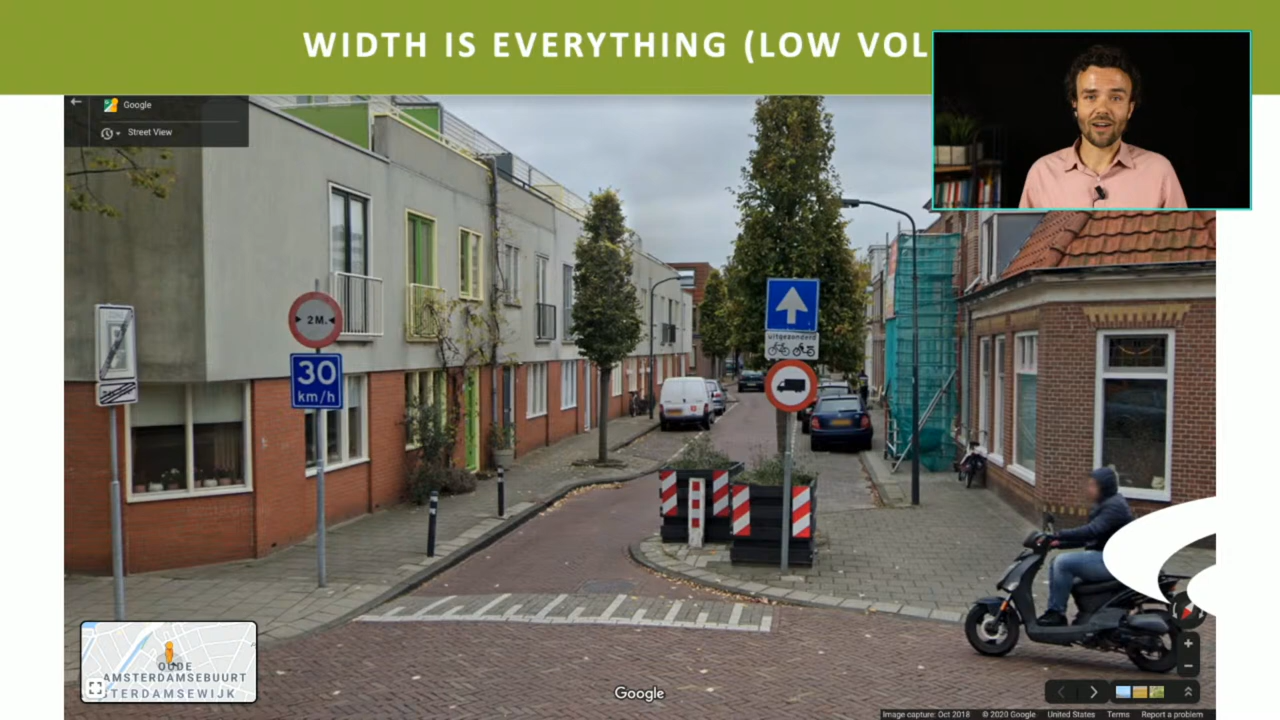 WIDTH IS EVERYTHING (LOW VOL
Google
Street View
2M.
30
km/h
uitgezonderd
OUDE
AMSTERDAMSEBUURT
TERDAMSEWIJK
Google
Image capture: Oct 2018 © 2020 Google United States Terms Report a problem